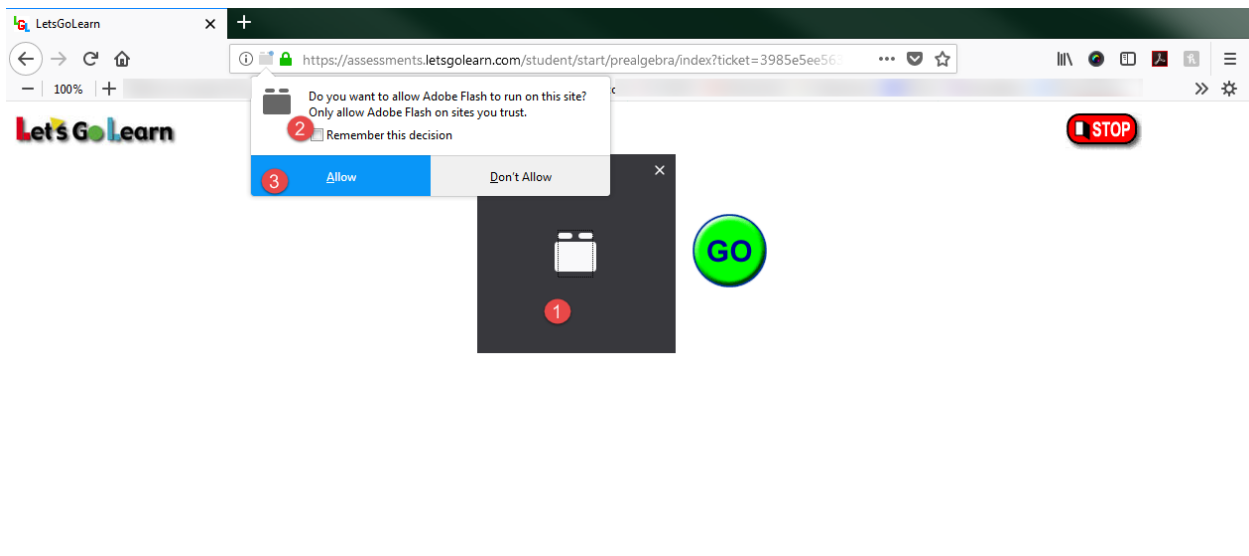 LetsGoLearn
https://assessments.letsgolearn.com/student/start/prealgebra/index?ticket=3985e5ee563
100%
Do you want to allow Adobe Flash to run on this site?
Only allow Adobe Flash on sites you trust.
2
Remember this decision
3 Allow Don't Allow
Let's Go Learn
STOP
GO
1